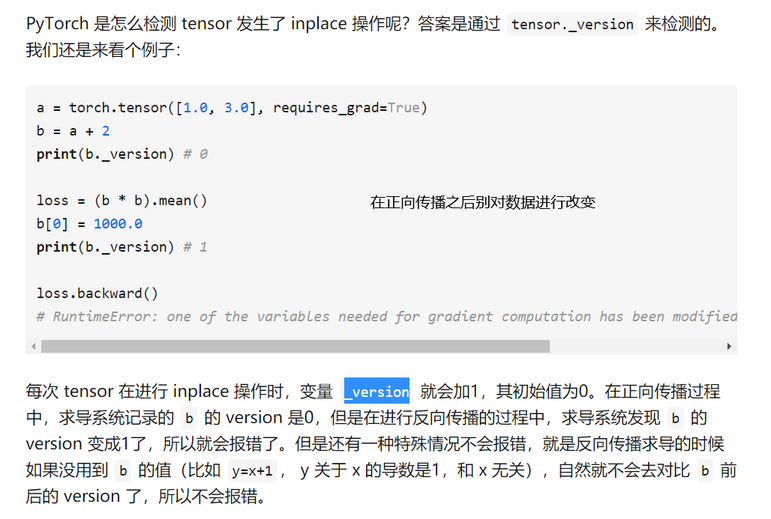 PyTorch 是怎么检测 tensor 发生了 inplace 操作呢？答案是通过 tensor._version 来检测的。
我们还是来看个例子：
a = torch.tensor([1.0, 3.0], requires_grad=True)
b = a + 2
print(b._version) # 0
loss = (b * b).mean()
在正向传播之后别对数据进行改变
b[0] = 1000.0
print(b._version) # 1
loss.backward()
# RuntimeError: one of the variables needed for gradient computation has been modified
每次 tensor 在进行 inplace 操作时，变量 _version 就会加1，其初始值为0。在正向传播过程
中，求导系统记录的 b 的 version 是0，但是在进行反向传播的过程中，求导系统发现 b 的
version 变成1了，所以就会报错了。但是还有一种特殊情况不会报错，就是反向传播求导的时候
如果没用到 b 的值（比如 y=x+1 ， y 关于 x 的导数是1，和 x 无关），自然就不会去对比 b 前
后的 version 了，所以不会报错。